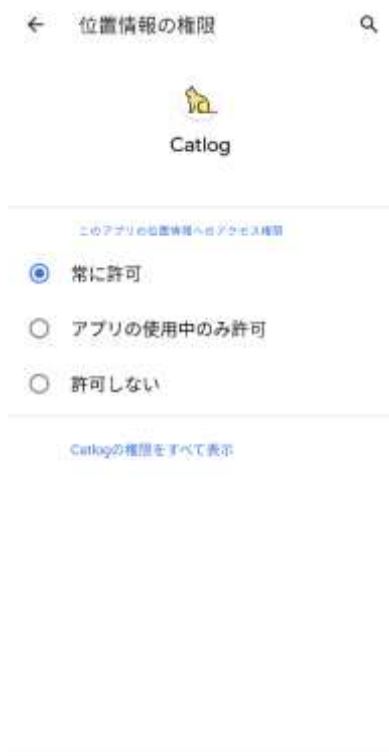 位置情報の権限
Catlog
このアプリの位置情報へのアクセス権限
常に許可
アプリの使用中のみ許可
許可しない
Catlogの権限をすべて表示